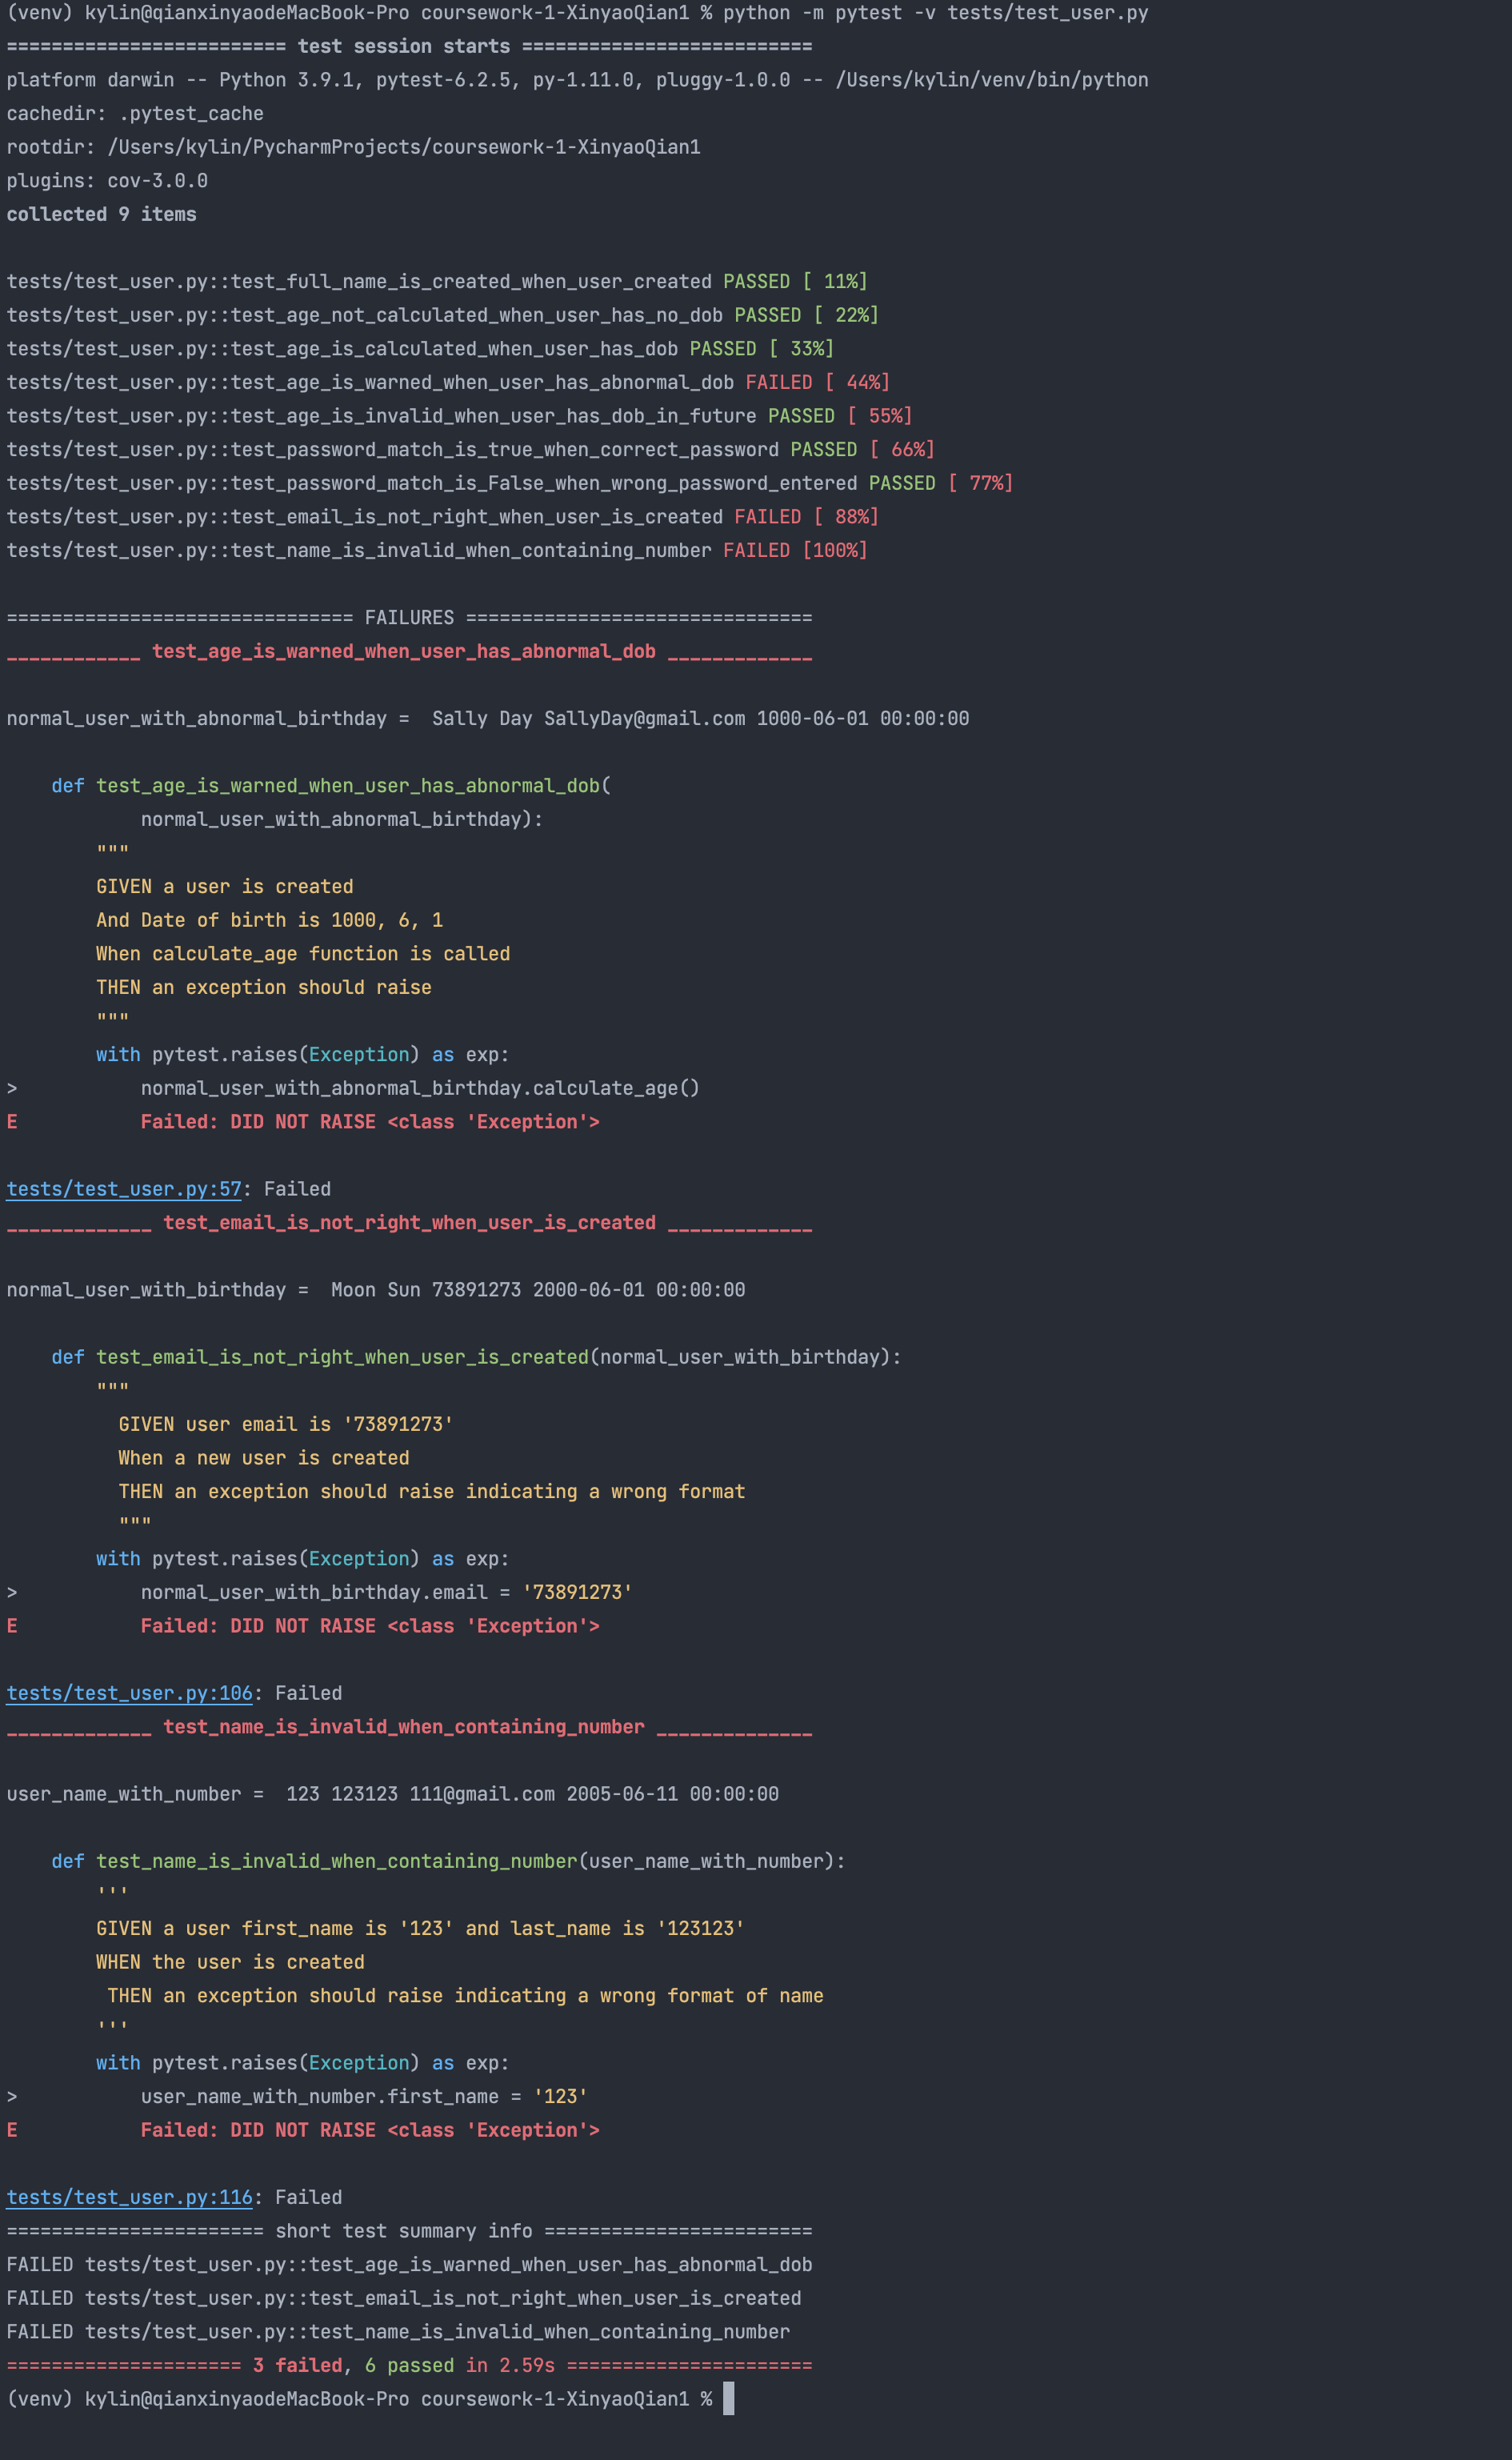 (venv) kylin@qianxinyaodeMacBook-Pro coursework-1-XinyaoQian1 % python -m pytest -v tests/test_user.py
========================= test session starts ==========================
platform darwin -- Python 3.9.1, pytest-6.2.5, py-1.11.0, pluggy-1.0.0 -- /Users/kylin/venv/bin/python
cachedir: .pytest_cache
rootdir: /Users/kylin/PycharmProjects/coursework-1-XinyaoQian1
plugins: cov-3.0.0
collected 9 items

tests/test_user.py::test_full_name_is_created_when_user_created PASSED [ 11%]
tests/test_user.py::test_age_not_calculated_when_user_has_no_dob PASSED [ 22%]
tests/test_user.py::test_age_is_calculated_when_user_has_dob PASSED [ 33%]
tests/test_user.py::test_age_is_warned_when_user_has_abnormal_dob FAILED [ 44%]
tests/test_user.py::test_age_is_invalid_when_user_has_dob_in_future PASSED [ 55%]
tests/test_user.py::test_password_match_is_true_when_correct_password PASSED [ 66%]
tests/test_user.py::test_password_match_is_False_when_wrong_password_entered PASSED [ 77%]
tests/test_user.py::test_email_is_not_right_when_user_is_created FAILED [ 88%]
tests/test_user.py::test_name_is_invalid_when_containing_number FAILED [100%]

=============================== FAILURES ===============================
____________ test_age_is_warned_when_user_has_abnormal_dob _____________

normal_user_with_abnormal_birthday =  Sally Day SallyDay@gmail.com 1000-06-01 00:00:00

    def test_age_is_warned_when_user_has_abnormal_dob(
            normal_user_with_abnormal_birthday):
        """
        GIVEN a user is created
        And Date of birth is 1000, 6, 1
        When calculate_age function is called
        THEN an exception should raise
        """
        with pytest.raises(Exception) as exp:
>           normal_user_with_abnormal_birthday.calculate_age()
E           Failed: DID NOT RAISE <class 'Exception'>

tests/test_user.py:57: Failed
_____________ test_email_is_not_right_when_user_is_created _____________

normal_user_with_birthday =  Moon Sun 73891273 2000-06-01 00:00:00

    def test_email_is_not_right_when_user_is_created(normal_user_with_birthday):
        """
          GIVEN user email is '73891273'
          When a new user is created
          THEN an exception should raise indicating a wrong format
          """
        with pytest.raises(Exception) as exp:
>           normal_user_with_birthday.email = '73891273'
E           Failed: DID NOT RAISE <class 'Exception'>

tests/test_user.py:106: Failed
_____________ test_name_is_invalid_when_containing_number ______________

user_name_with_number =  123 123123 111@gmail.com 2005-06-11 00:00:00

    def test_name_is_invalid_when_containing_number(user_name_with_number):
        '''
        GIVEN a user first_name is '123' and last_name is '123123'
        WHEN the user is created
         THEN an exception should raise indicating a wrong format of name
        '''
        with pytest.raises(Exception) as exp:
>           user_name_with_number.first_name = '123'
E           Failed: DID NOT RAISE <class 'Exception'>

tests/test_user.py:116: Failed
======================= short test summary info ========================
FAILED tests/test_user.py::test_age_is_warned_when_user_has_abnormal_dob
FAILED tests/test_user.py::test_email_is_not_right_when_user_is_created
FAILED tests/test_user.py::test_name_is_invalid_when_containing_number
===================== 3 failed, 6 passed in 2.59s ======================
(venv) kylin@qianxinyaodeMacBook-Pro coursework-1-XinyaoQian1 %